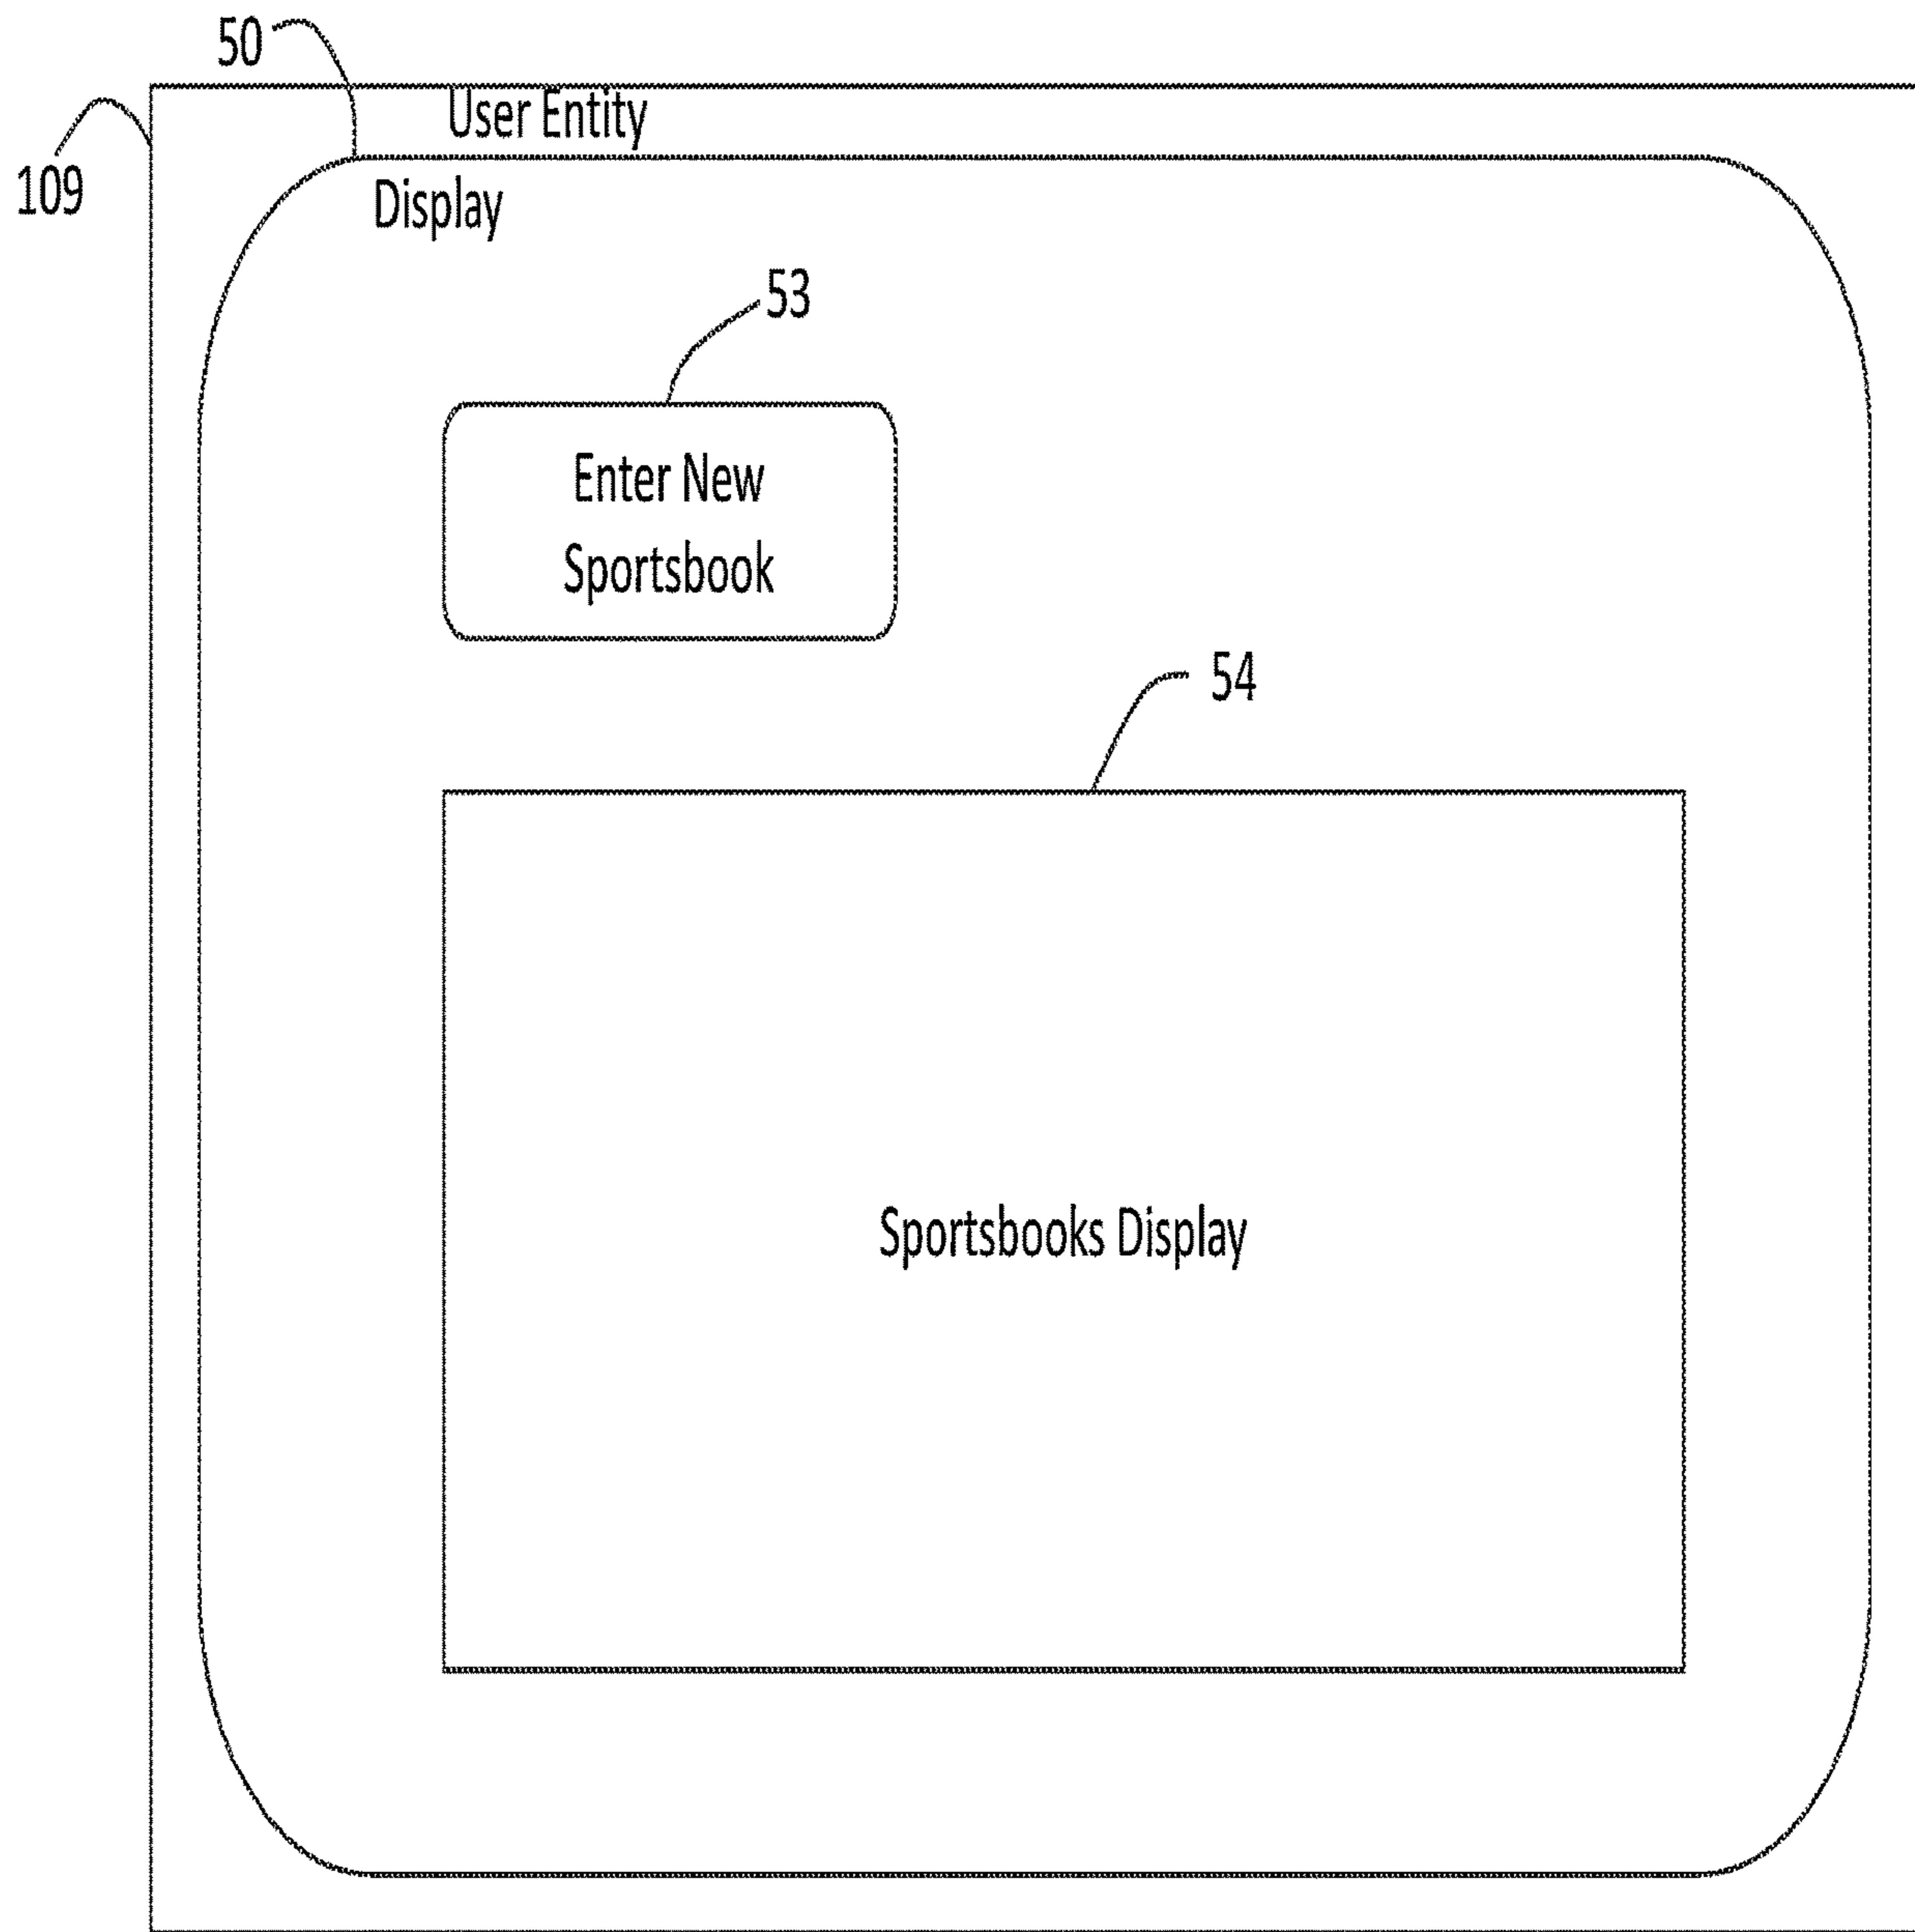 50
User Entity
109
Display
53
Enter New
Sportsbook
54
Sportsbooks Display